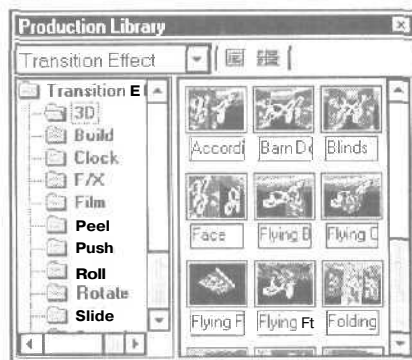 Production Library
Transition Effect
Transition E
3D
Build
Clock
F/X
Film
Peel
Push
Roll
Rotate
Slide
Accordi
Barn D
Blinds
Face
Flying B
Flying C
Flying F
Flying Ft
Folding